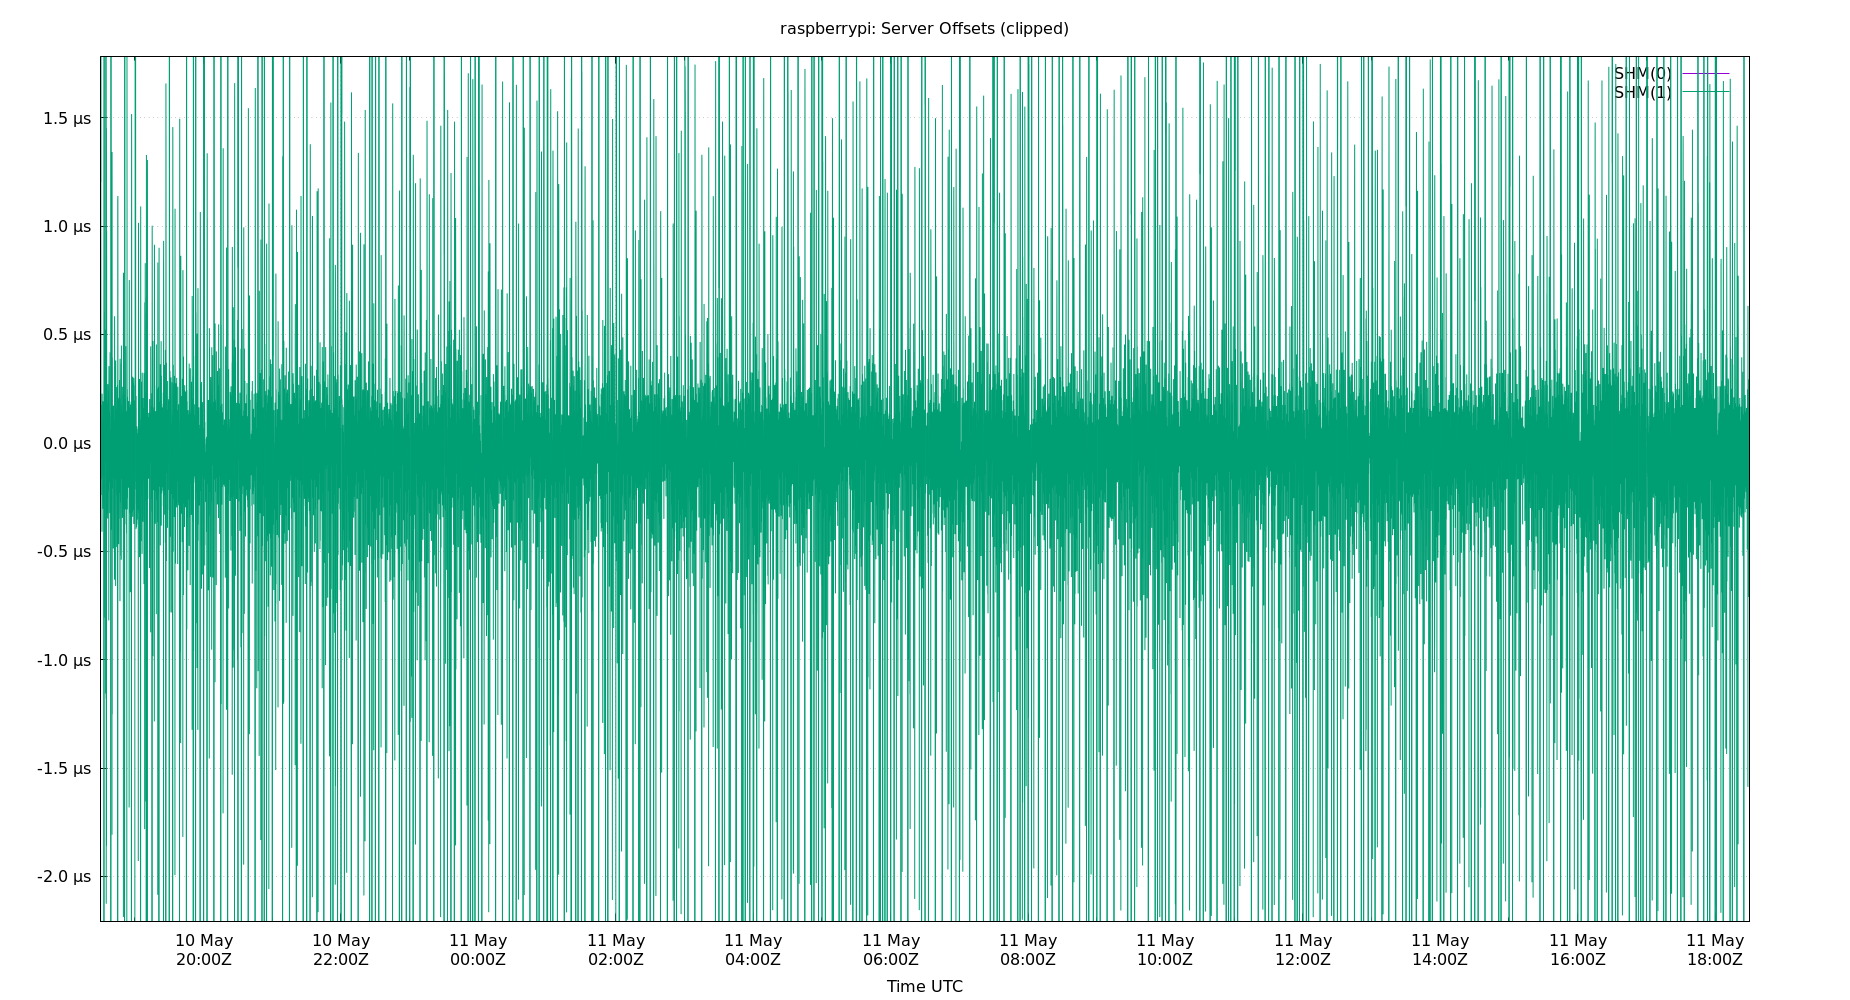 raspberrypi: Server Offsets (clipped)
SHM(0)
SHM(1)
1.5 µs
1.0 µs
0.5 µs
0.0 µs
-0.5 µs
-1.0 µs
-1.5 µs
-2.0 µs
10 May 10 May 11 May 11 May 11 May 11 May 11 May 11 May 11 May 11 May 11 May 11 May
20:00Z 22:00Z 00:00Z 02:00Z 04:00Z 06:00Z 08:00Z 10:00Z 12:00Z 14:00Z 16:00Z 18:00Z
Time UTC